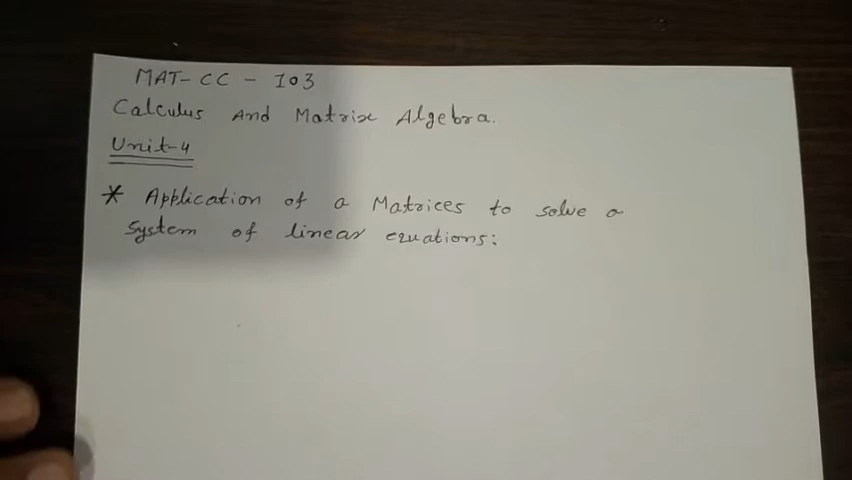 MAT-CC - 103
Calculus And Matrix Algebra.
Unit-4
* Application of a Matrices to solve a
System of linear equations: